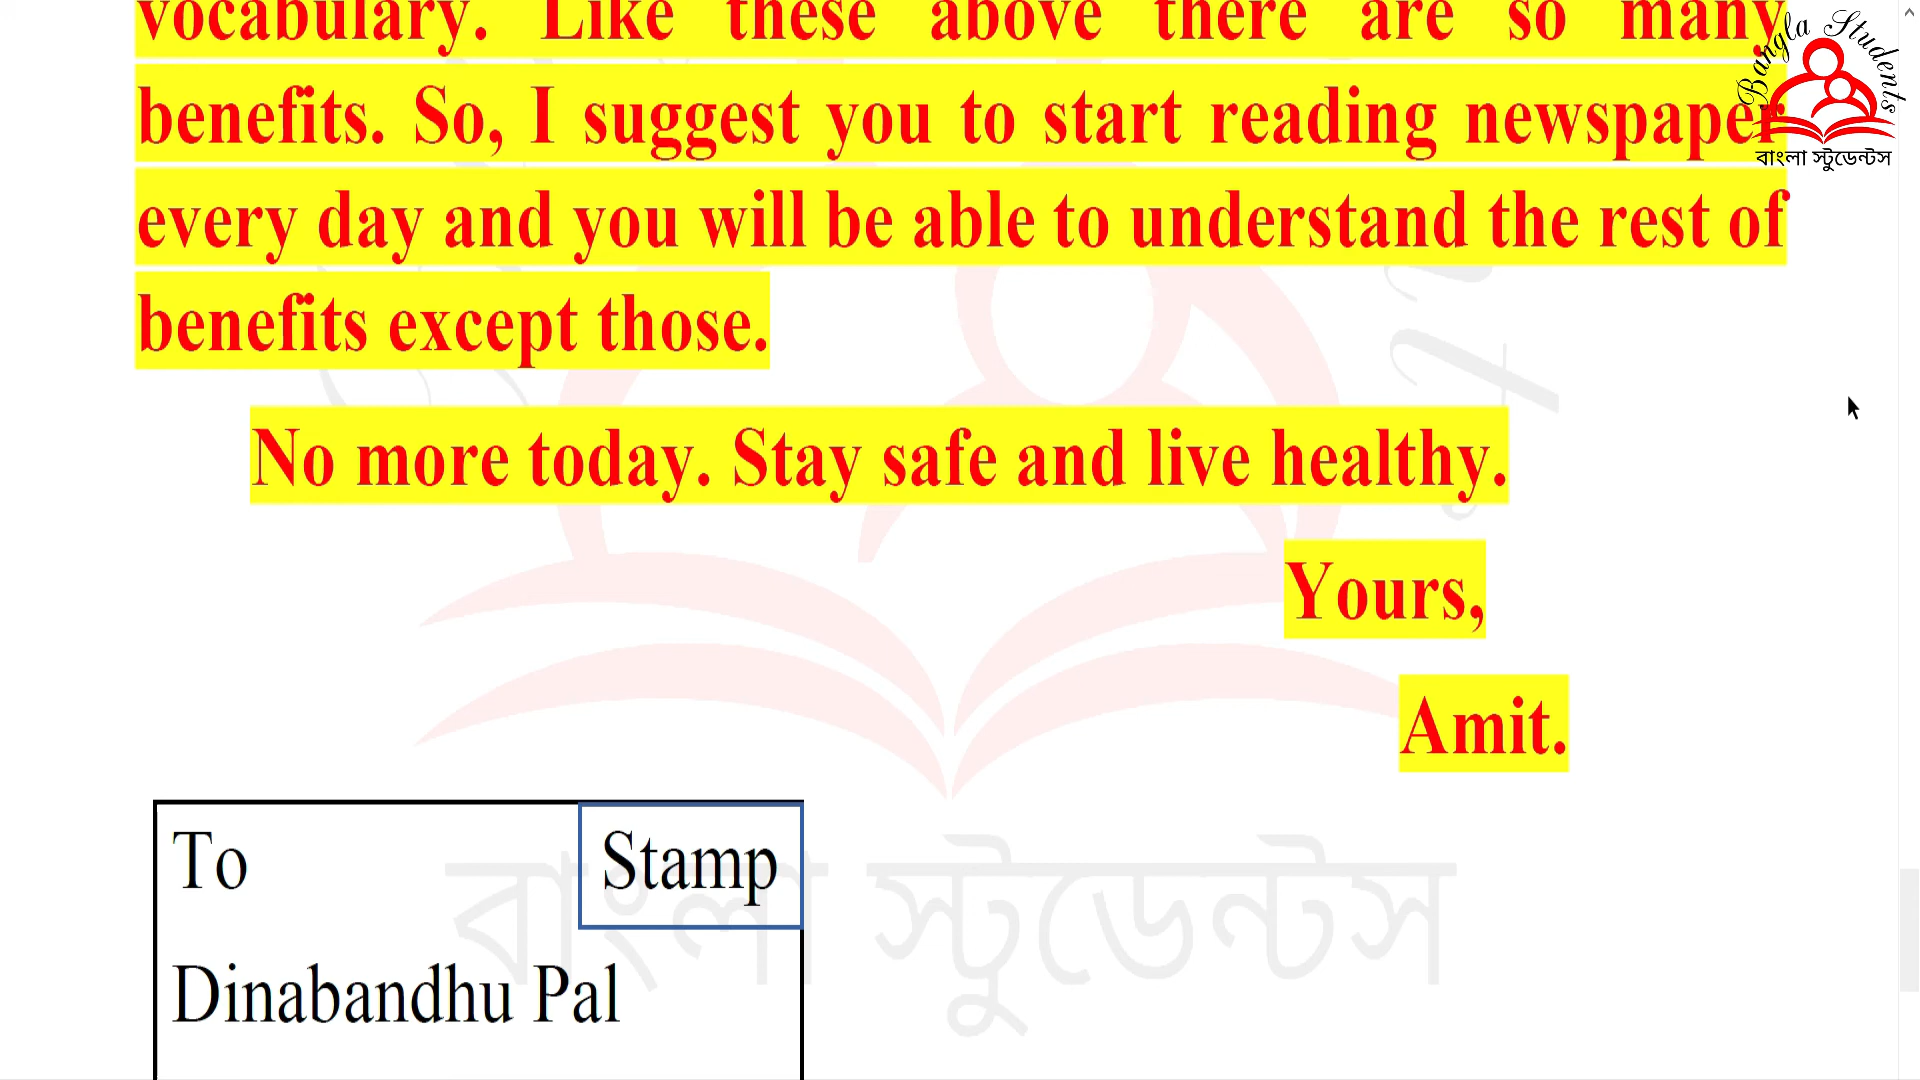 vocabulary. Like these above there are so many
benefits. So, I suggest you to start reading newspaper
every day and you will be able to understand the rest of
benefits except those.
No more today. Stay safe and live healthy.
Yours,
Amit.
To
Stamp
Dinabandhu Pal
Bangla Students
বাংলা স্টুডেন্টস
বাংলা স্টুডেন্টস